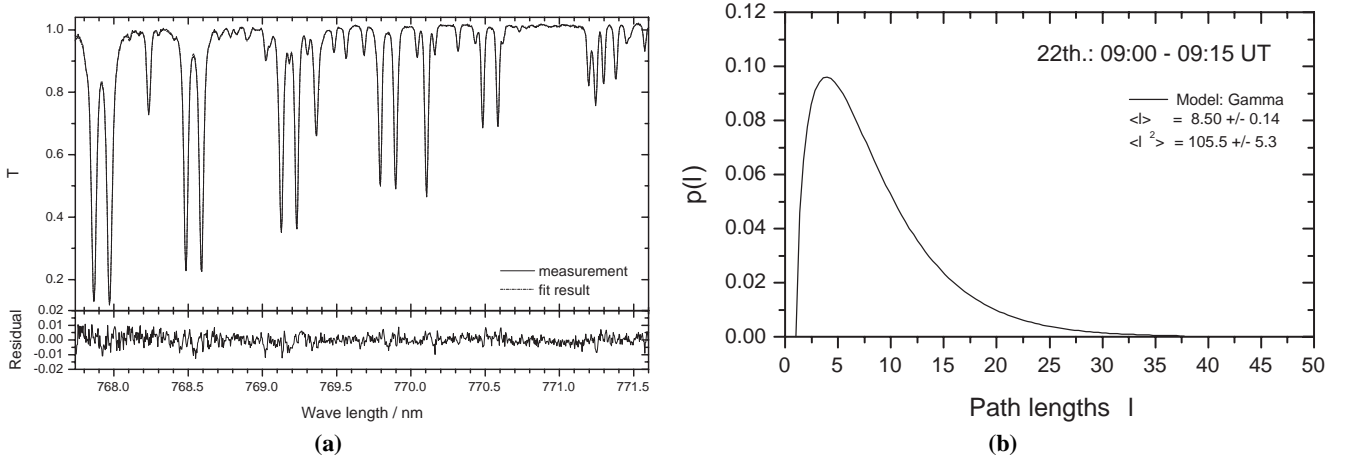 1.0
0.8
0.6
0.4
0.2
T
measurement
fit result
0.02
0.01
0.00
-0.01
-0.02
Residual
768.0 768.5 769.0 769.5 770.0 770.5 771.0 771.5
Wave length / nm
(a)
0.12
0.10
0.08
0.06
0.04
0.02
0.00
p(l)
22th.: 09:00 - 09:15 UT
Model: Gamma
<l> = 8.50 +/- 0.14
<l 2> = 105.5 +/- 5.3
0 5 10 15 20 25 30 35 40 45 50
Path lengths l
(b)